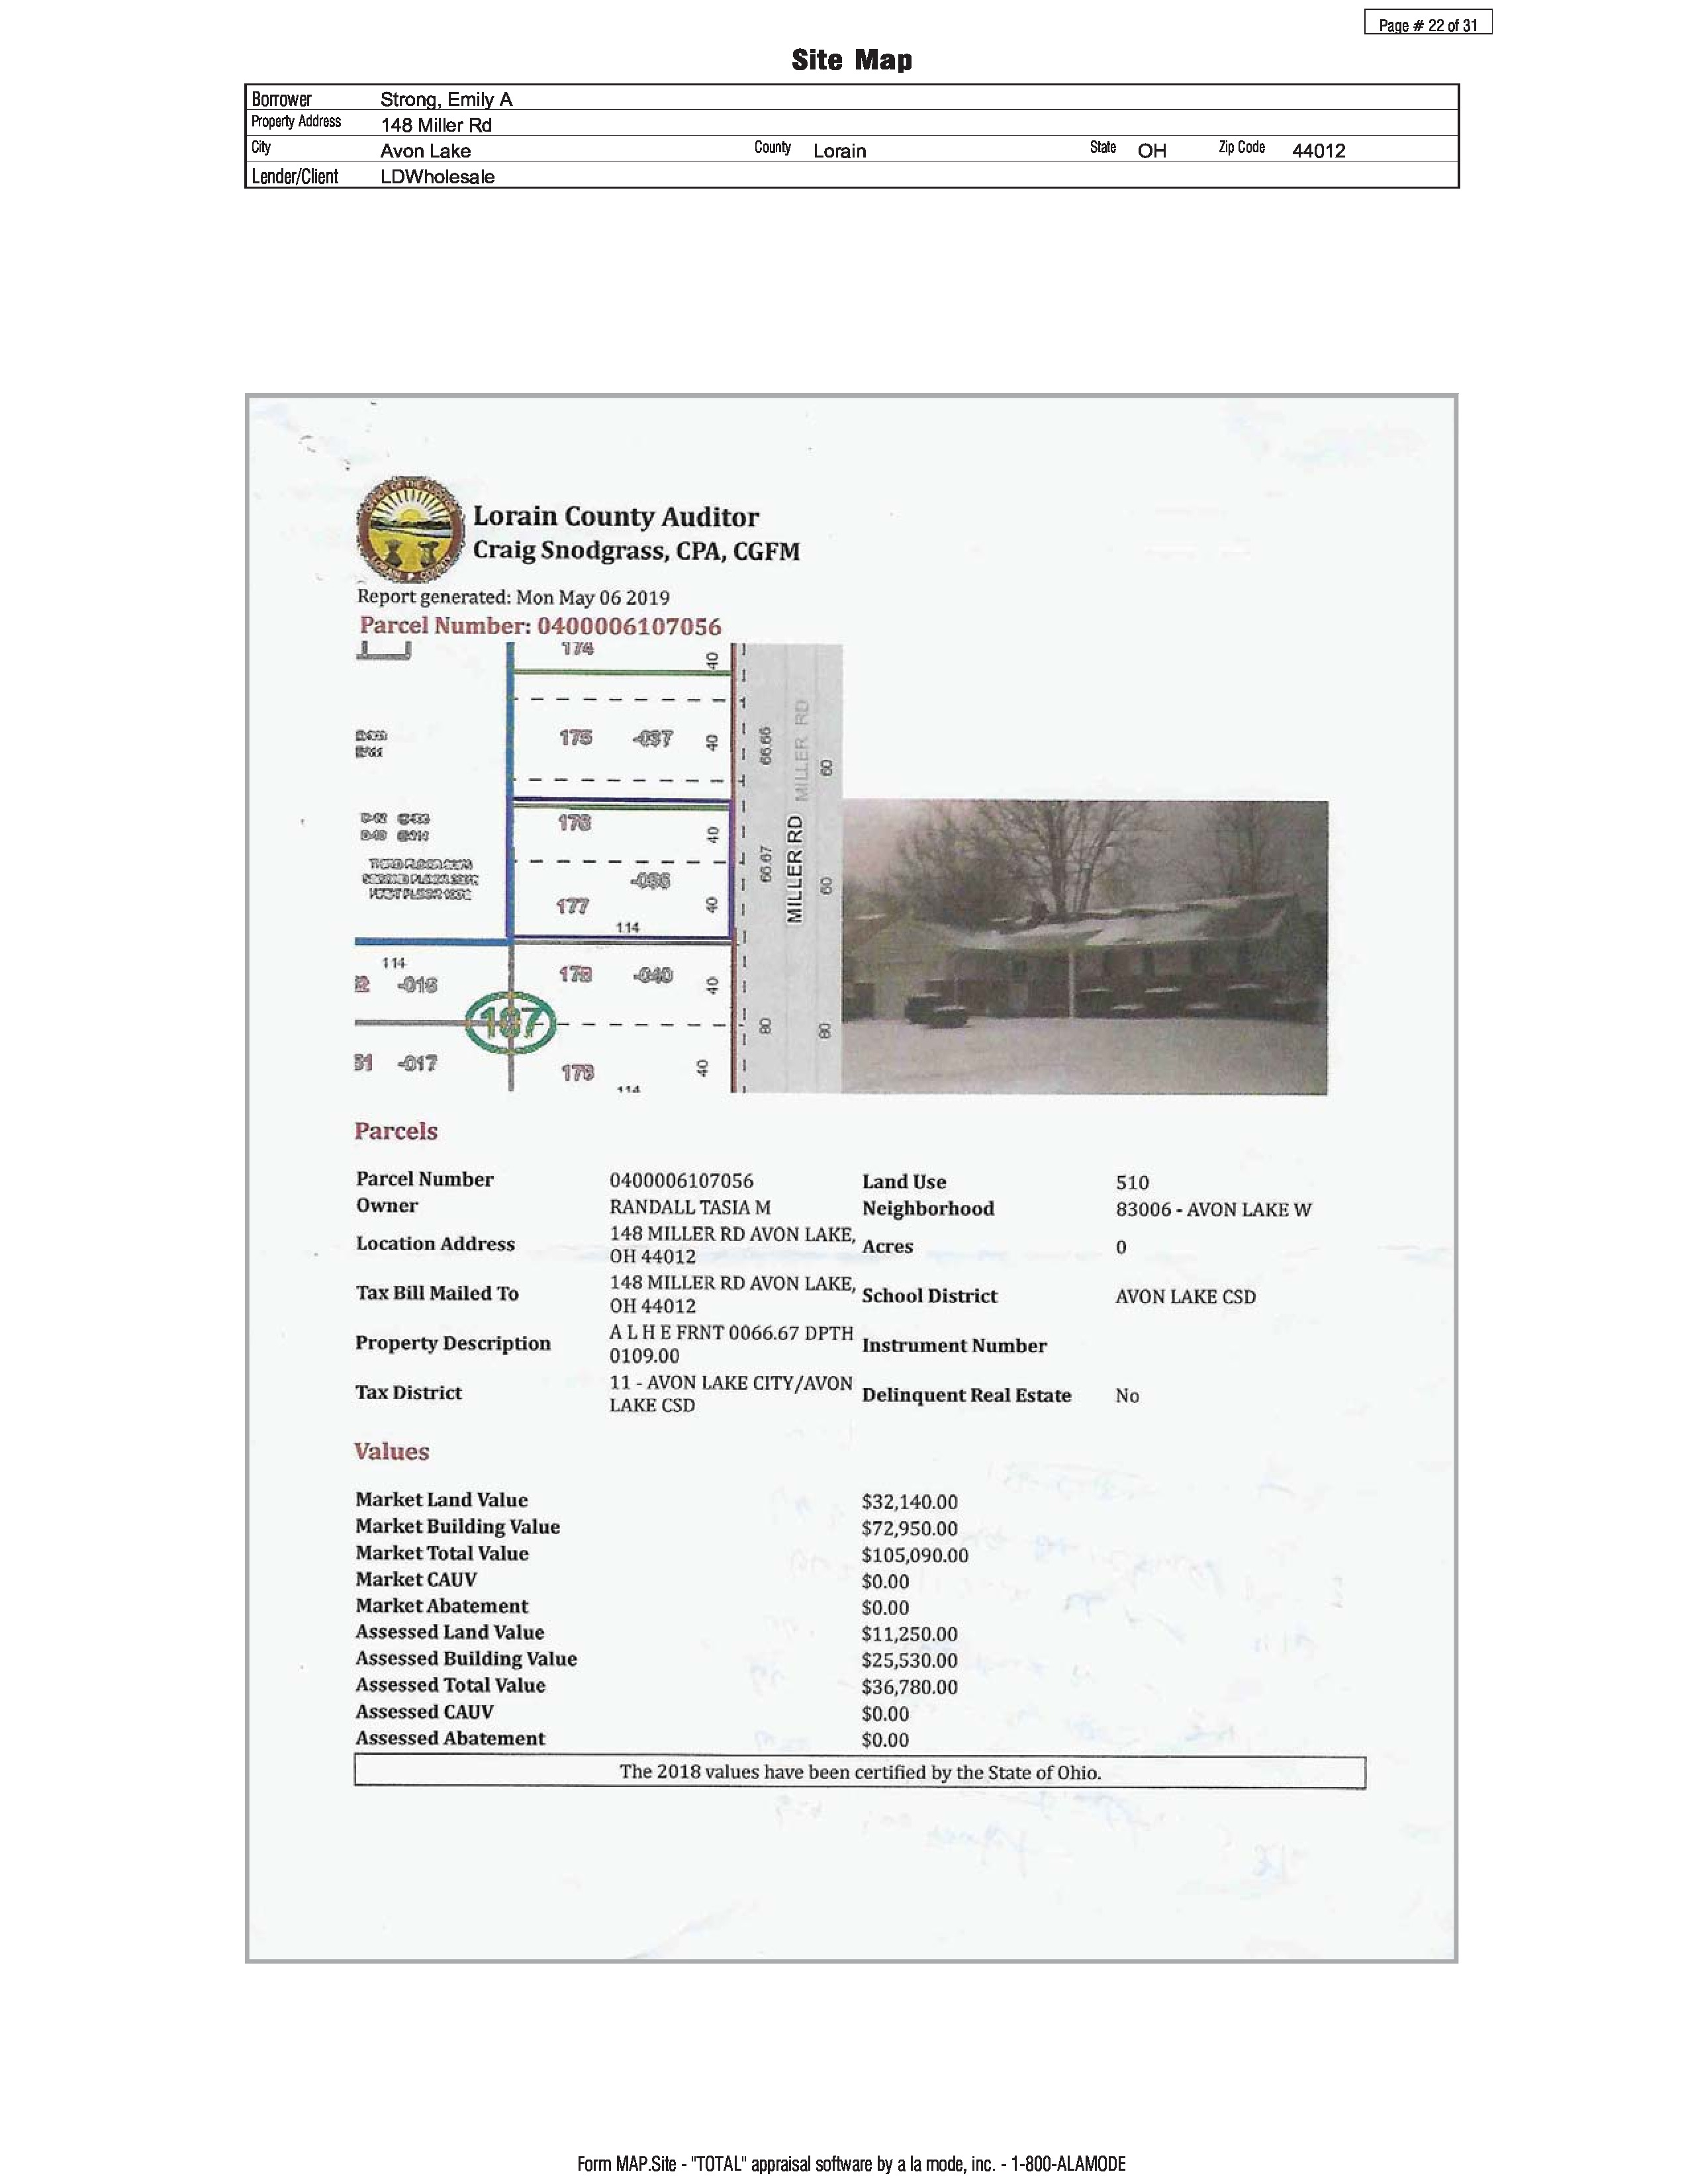 Page # 22 of 31
Site Map
Borrower Strong, Emily A
Property Address 148 Miller Rd
City Avon Lake County Lorain State OH Zip Code 44012
Lender/Client LDWholesale
Lorain County Auditor
Craig Snodgrass, CPA, CGFM
Report generated: Mon May 06 2019
Parcel Number: 0400006107056
174 40
175 -037 40 66.66 MILLER RD 60
176 40
66.67 MILLER RD 60
177 40
114
114
178 -040 40
-016
107
80 80
-017
179 40
114
Parcels
Parcel Number 0400006107056 Land Use 510
Owner RANDALL TASIA M Neighborhood 83006 - AVON LAKE W
Location Address 148 MILLER RD AVON LAKE, OH 44012 Acres 0
Tax Bill Mailed To 148 MILLER RD AVON LAKE, OH 44012 School District AVON LAKE CSD
Property Description A L H E FRNT 0066.67 DPTH 0109.00 Instrument Number
Tax District 11 - AVON LAKE CITY/AVON LAKE CSD Delinquent Real Estate No
Values
Market Land Value $32,140.00
Market Building Value $72,950.00
Market Total Value $105,090.00
Market CAUV $0.00
Market Abatement $0.00
Assessed Land Value $11,250.00
Assessed Building Value $25,530.00
Assessed Total Value $36,780.00
Assessed CAUV $0.00
Assessed Abatement $0.00
The 2018 values have been certified by the State of Ohio.
Form MAP.Site - "TOTAL" appraisal software by a la mode, inc. - 1-800-ALAMODE